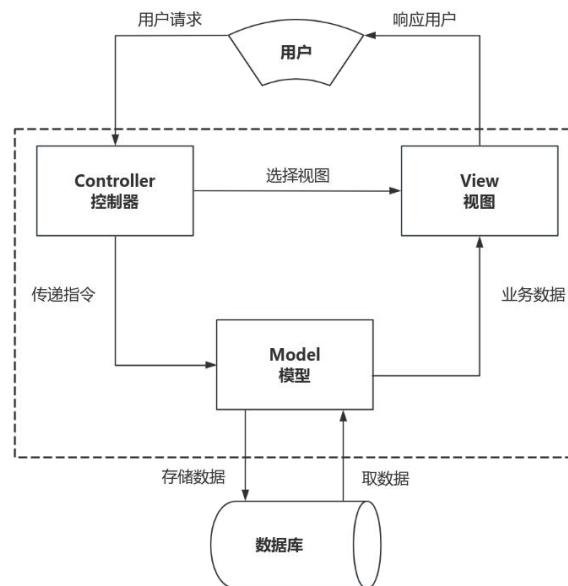 用户请求
用户
响应用户
Controller
控制器
选择视图
View
视图
传递指令
业务数据
Model
模型
存储数据
取数据
数据库